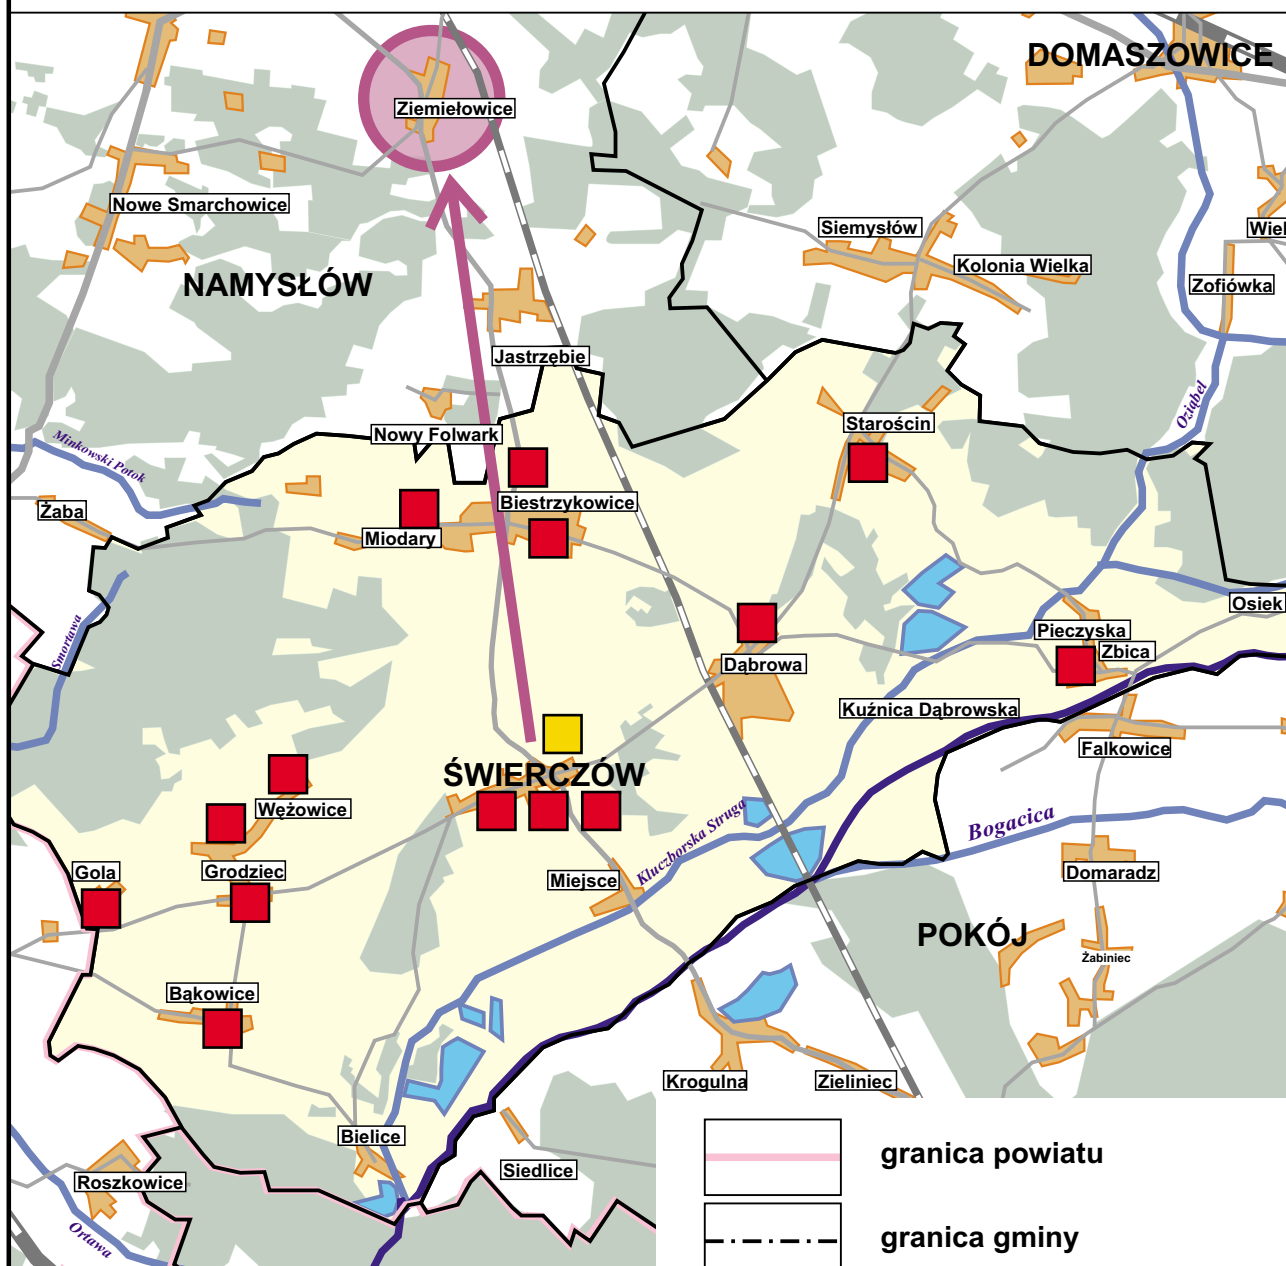 DOMASZOWICE
Ziemiełowice
Nowe Smarchowice
Siemysłów
Wiel
Kolonia Wielka
NAMYSŁÓW
Zofiówka
Jastrzębie
Oziąbel
Starościn
Nowy Folwark
Minkowski Potok
Biestrzykowice
Żaba
Miodary
Osiek
Smortawa
Pieczyska
Zbica
Dąbrowa
Kuźnica Dąbrowska
Falkowice
ŚWIERCZÓW
Wężowice
Bogacica
Kluczborska Struga
Gola
Grodziec
Miejsce
Domaradz
POKÓJ
Żabiniec
Bąkowice
Krogulna
Zieliniec
Bielice
granica powiatu
Siedlice
Roszkowice
Ortawa
granica gminy